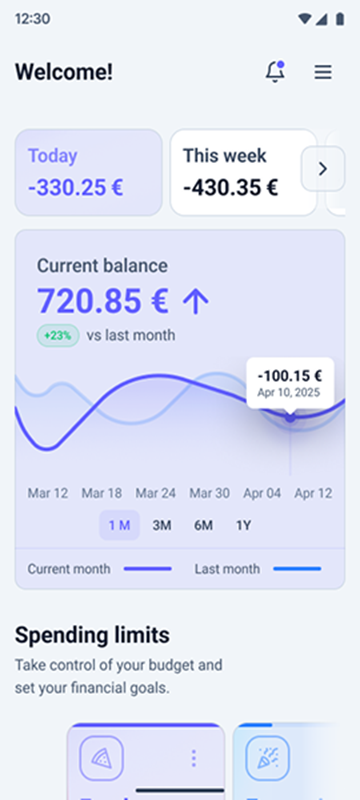 12:30
Welcome!
Today
-330.25 €
This week
-430.35 €
Current balance
720.85 €
+23% vs last month
-100.15 €
Apr 10, 2025
Mar 12 Mar 18 Mar 24 Mar 30 Apr 04 Apr 12
1 M 3M 6M 1Y
Current month Last month
Spending limits
Take control of your budget and
set your financial goals.